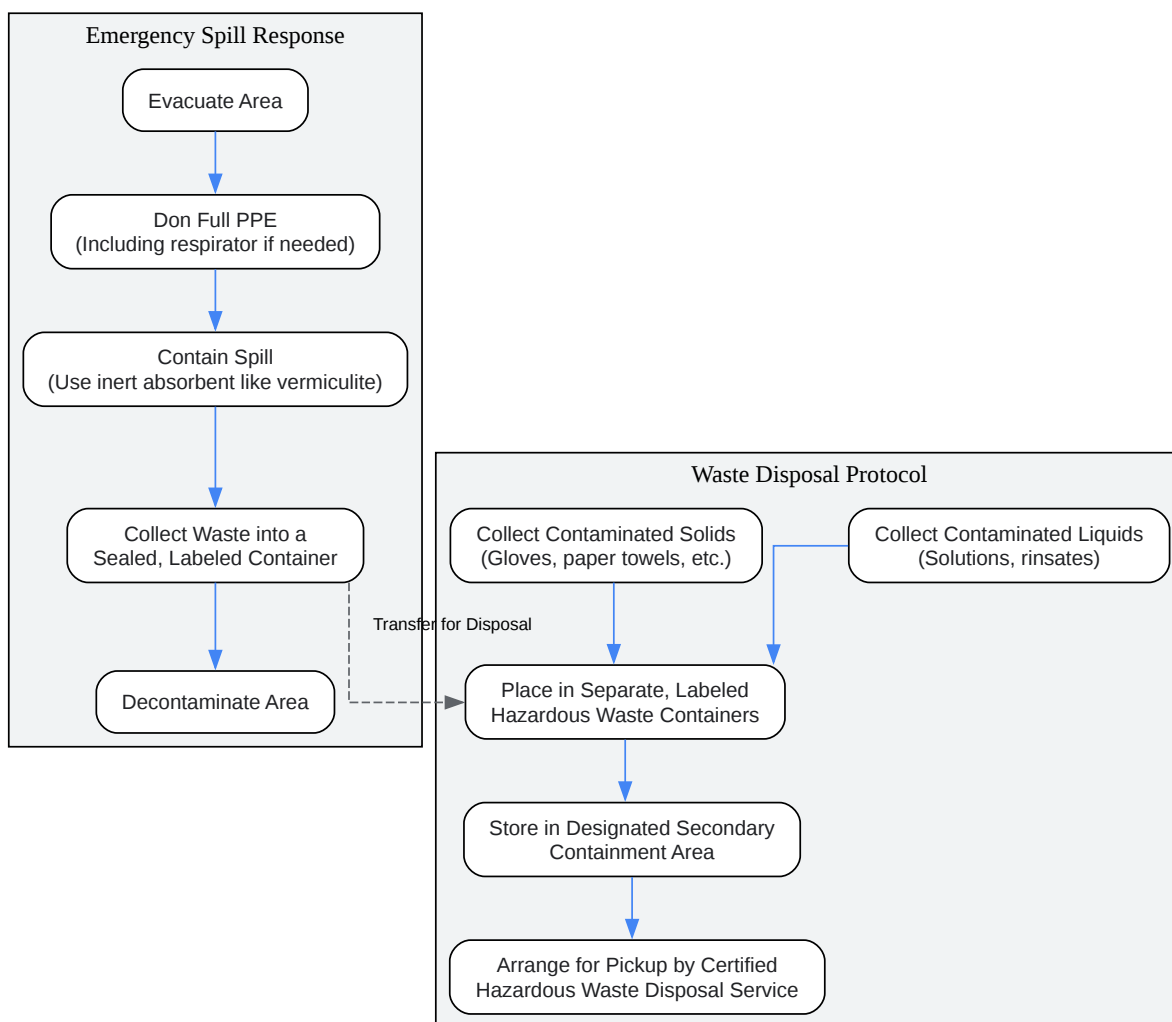 Emergency Spill Response
Evacuate Area
Don Full PPE
(Including respirator if needed)
Contain Spill
(Use inert absorbent like vermiculite)
Collect Waste into a
Sealed, Labeled Container
Decontaminate Area
Transfer for Disposal
Waste Disposal Protocol
Collect Contaminated Solids
(Gloves, paper towels, etc.)
Collect Contaminated Liquids
(Solutions, rinsates)
Place in Separate, Labeled
Hazardous Waste Containers
Store in Designated Secondary
Containment Area
Arrange for Pickup by Certified
Hazardous Waste Disposal Service